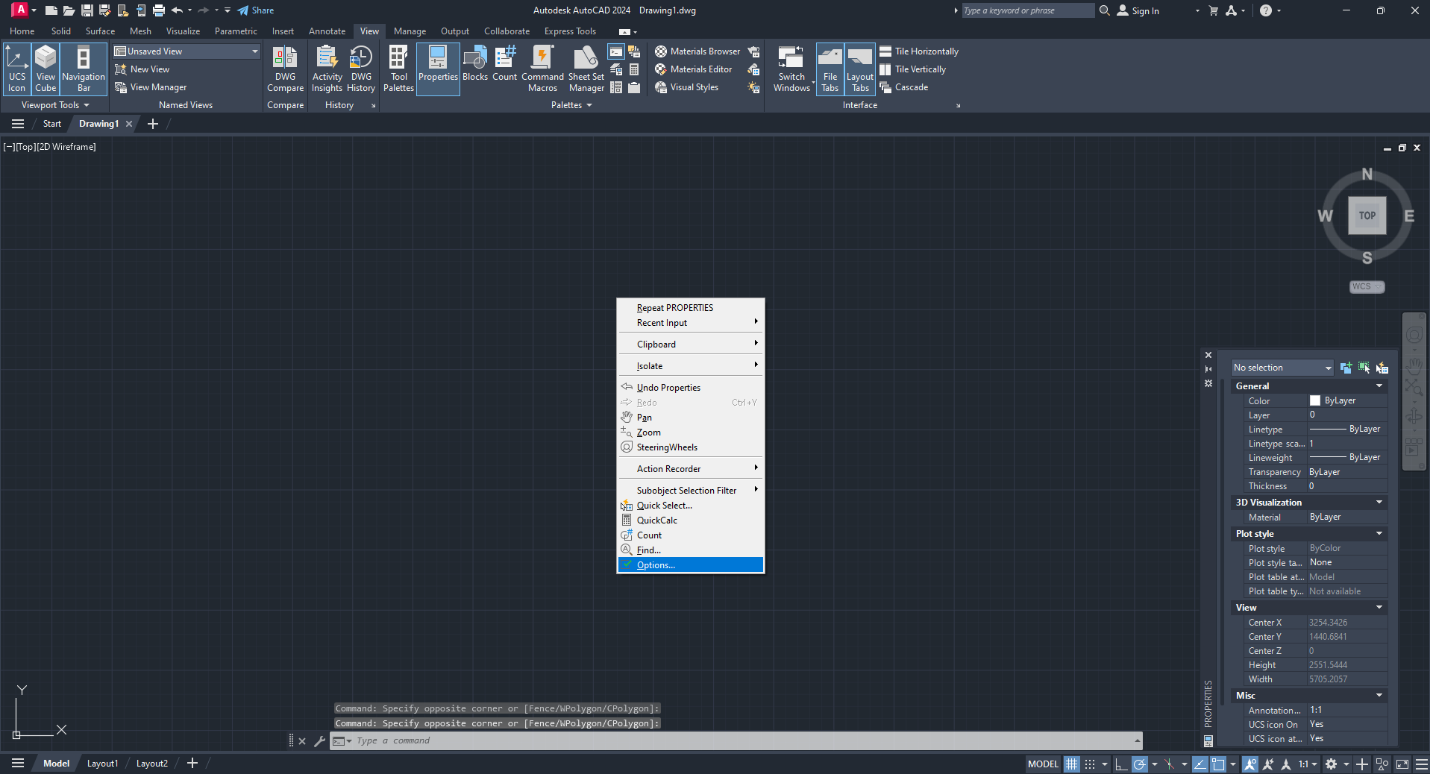 Share
Autodesk AutoCAD 2024 Drawing1.dwg
Type a keyword or phrase
Sign In
Home Solid Surface Mesh Visualize Parametric Insert Annotate View Manage Output Collaborate Express Tools
UCS Icon
View Cube
Navigation Bar
Viewport Tools
Unsaved View
New View
View Manager
Named Views
DWG Compare
Compare
Activity Insights
DWG History
History
Tool Palettes
Properties
Blocks
Count
Command Macros
Sheet Set Manager
Materials Browser
Materials Editor
Visual Styles
Palettes
Switch Windows
File Tabs
Layout Tabs
Tile Horizontally
Tile Vertically
Cascade
Interface
Start
Drawing1
[−][Top][2D Wireframe]
N
W
TOP
E
S
WCS
Repeat PROPERTIES
Recent Input
Clipboard
Isolate
Undo Properties
Redo Ctrl+Y
Pan
Zoom
SteeringWheels
Action Recorder
Subobject Selection Filter
Quick Select...
QuickCalc
Count
Find...
Options...
No selection
General
Color ByLayer
Layer 0
Linetype ByLayer
Linetype sca... 1
Lineweight ByLayer
Transparency ByLayer
Thickness 0
3D Visualization
Material ByLayer
Plot style
Plot style ByColor
Plot style ta... None
Plot table at... Model
Plot table ty... Not available
View
Center X 3254.3426
Center Y 1440.6841
Center Z 0
Height 2551.5444
Width 5705.2057
Misc
Annotation... 1:1
UCS icon On Yes
UCS icon at... Yes
PROPERTIES
Y
X
Command: Specify opposite corner or [Fence/WPolygon/CPolygon]:
Command: Specify opposite corner or [Fence/WPolygon/CPolygon]:
Type a command
Model Layout1 Layout2
MODEL
1:1